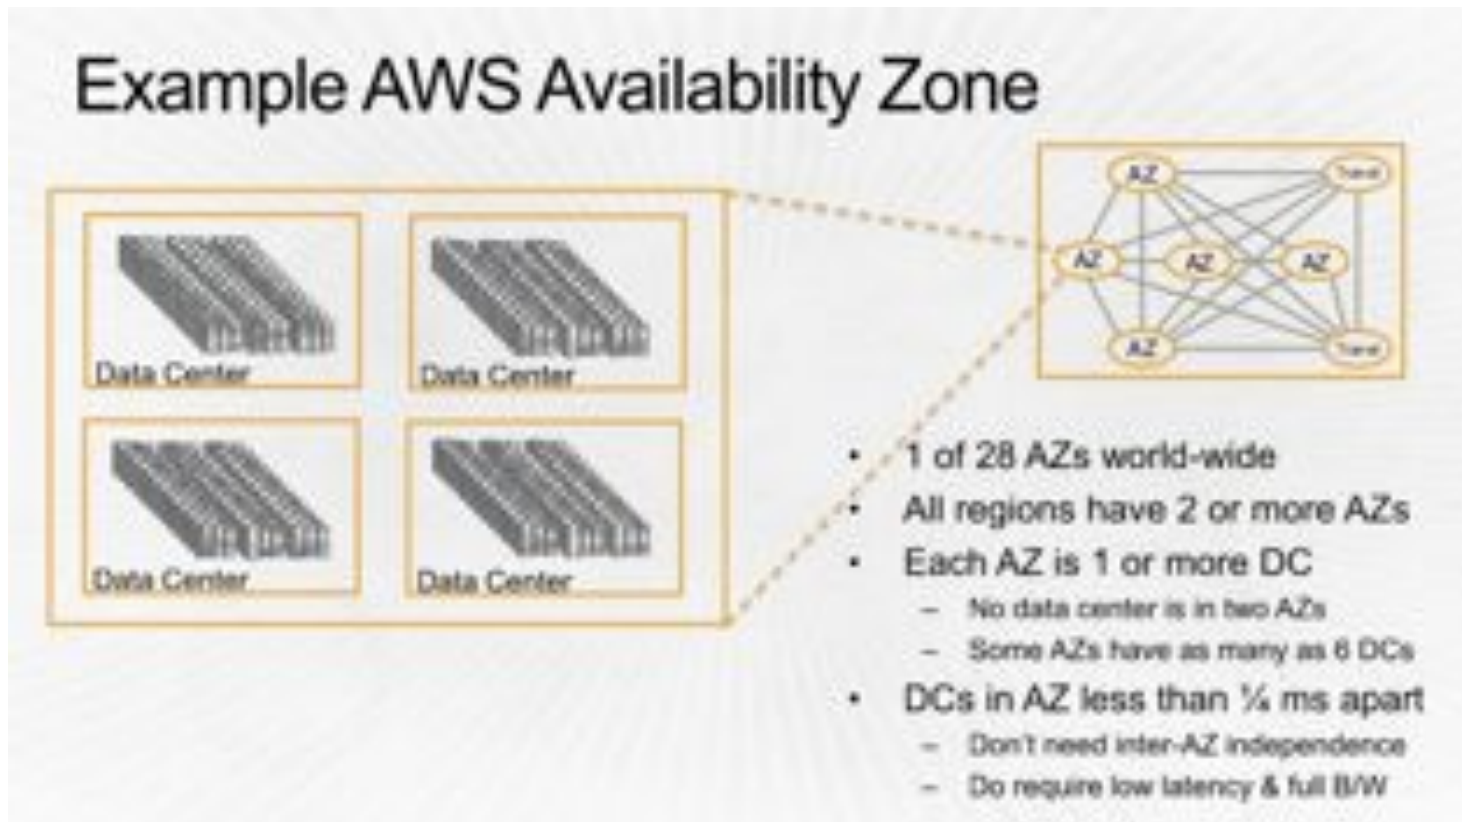 Example AWS Availability Zone
Data Center
Data Center
Data Center
Data Center
AZ
AZ
AZ
AZ
AZ
• 1 of 28 AZs world-wide
• All regions have 2 or more AZs
• Each AZ is 1 or more DC
– No data center is in two AZs
– Some AZs have as many as 6 DCs
• DCs in AZ less than ¼ ms apart
– Don't need inter-AZ independence
– Do require low latency & full B/W